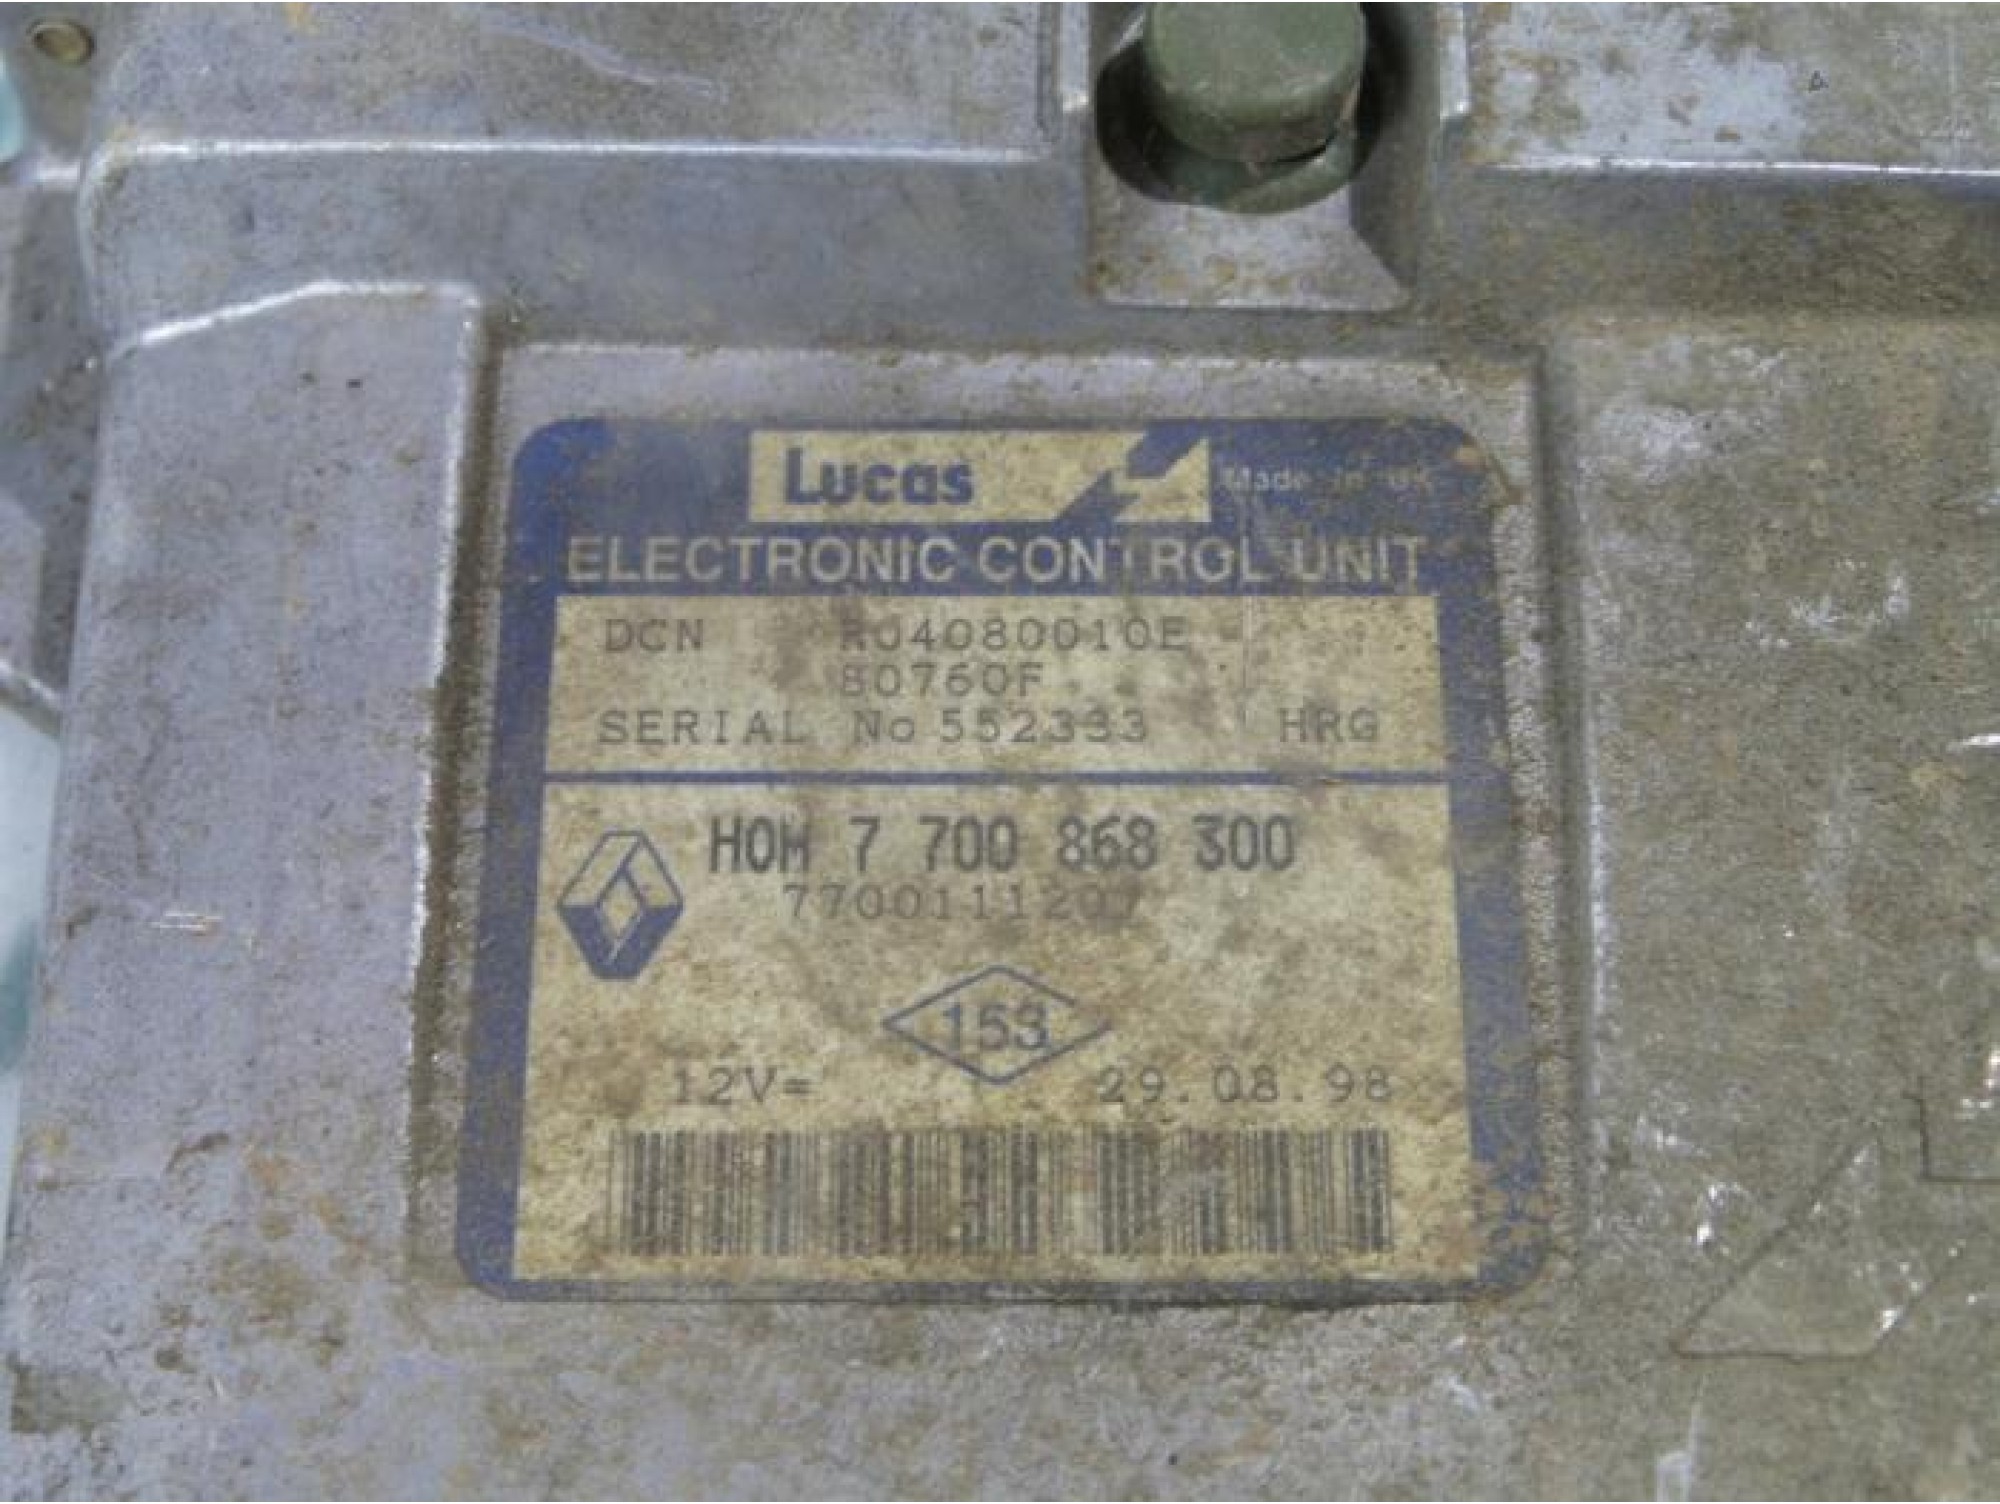 Lucas Made in UK
ELECTRONIC CONTROL UNIT
DCN R04080010E
80760F
SERIAL No 552333 HRG
HOM 7 700 868 300
7700111207
153
12V= 29.08.98